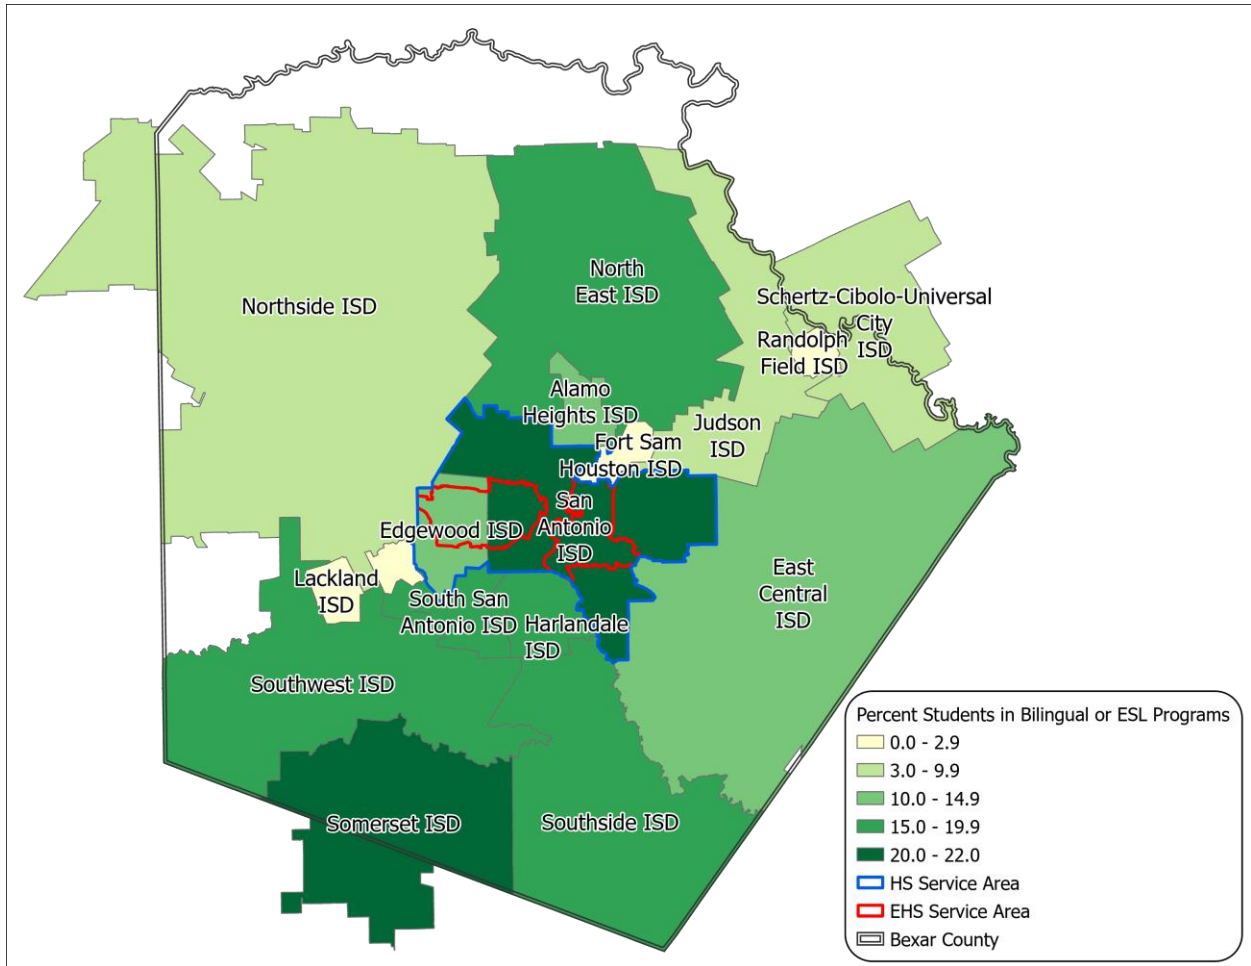 Northside ISD
North
East ISD
Schertz-Cibolo-Universal
City
ISD
Randolph
Field ISD
Alamo
Heights ISD
Judson
ISD
Fort Sam
Houston ISD
San
Antonio
ISD
Edgewood ISD
Lackland
ISD
East
Central
ISD
South San
Antonio ISD
Harlandale
ISD
Southwest ISD
Somerset ISD
Southside ISD
Percent Students in Bilingual or ESL Programs
0.0 - 2.9
3.0 - 9.9
10.0 - 14.9
15.0 - 19.9
20.0 - 22.0
HS Service Area
EHS Service Area
Bexar County